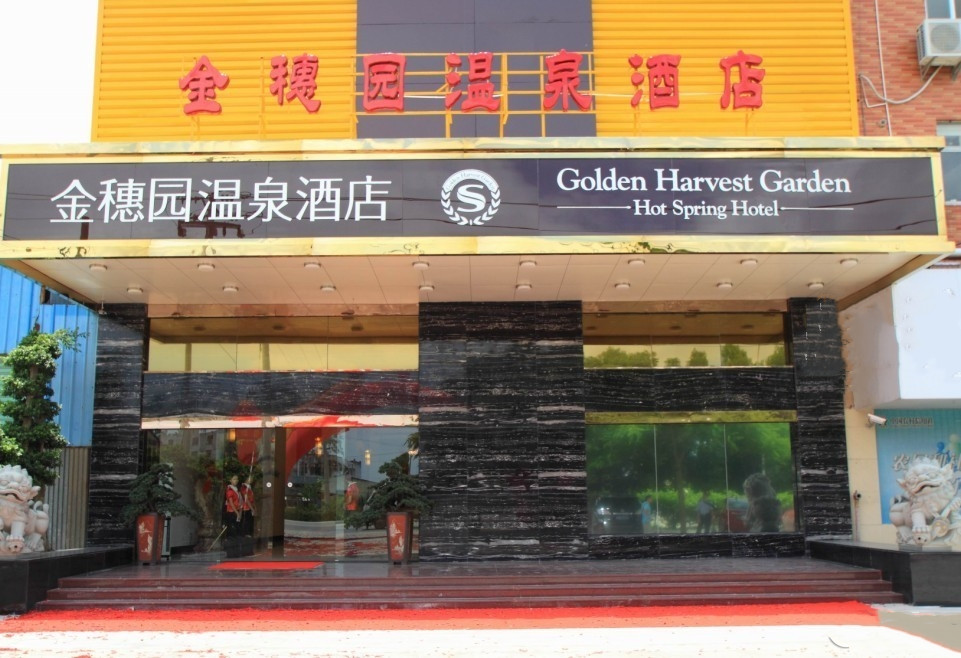 金穗园温泉酒店
金穗园温泉酒店
S
Golden Harvest Garden
Hot Spring Hotel